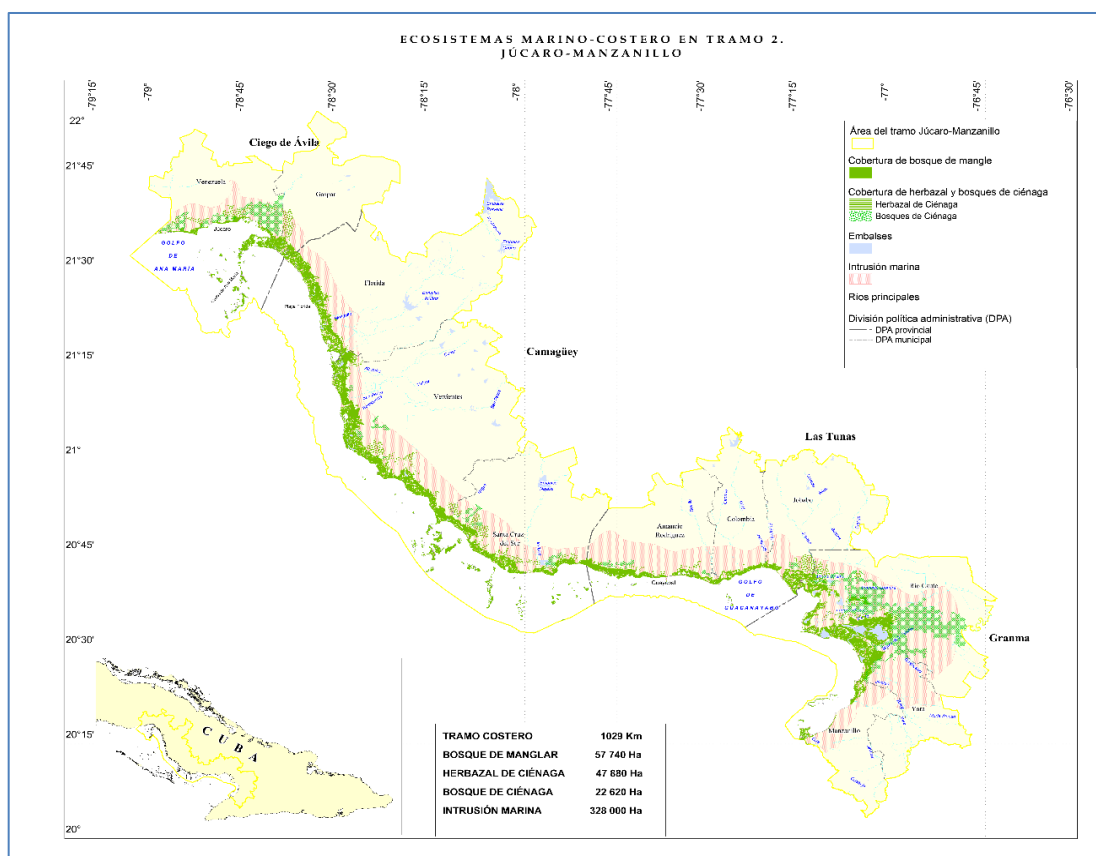 ECOSISTEMAS MARINO-COSTERO EN TRAMO 2.
JÚCARO-MANZANILLO
-79°15'
-79°
-78°45'
-78°30'
-78°15'
-78°
-77°45'
-77°30'
-77°15'
-77°
-76°45'
-76°30'
22°
21°45'
21°30'
21°15'
21°
20°45'
20°30'
20°15'
20°
Área del tramo Júcaro-Manzanillo
Cobertura de bosque de mangle
Cobertura de herbazal y bosques de ciénaga
Herbazal de Ciénaga
Bosques de Ciénaga
Embalses
Intrusión marina
Rios principales
División política administrativa (DPA)
DPA provincial
DPA municipal
Ciego de Ávila
Venezuela
Júcaro
GOLFO
DE
ANA MARIA
Florida
Camagüey
Vertientes
Las Tunas
Jobabo
Colombia
Amancio
Rodríguez
Santa Cruz
del Sur
GOLFO
DE
GUACANAYABO
Río Cauto
Granma
Yara
Manzanillo
CUBA
TRAMO COSTERO 1029 Km
BOSQUE DE MANGLAR 57 740 Ha
HERBAZAL DE CIÉNAGA 47 880 Ha
BOSQUE DE CIÉNAGA 22 620 Ha
INTRUSIÓN MARINA 328 000 Ha